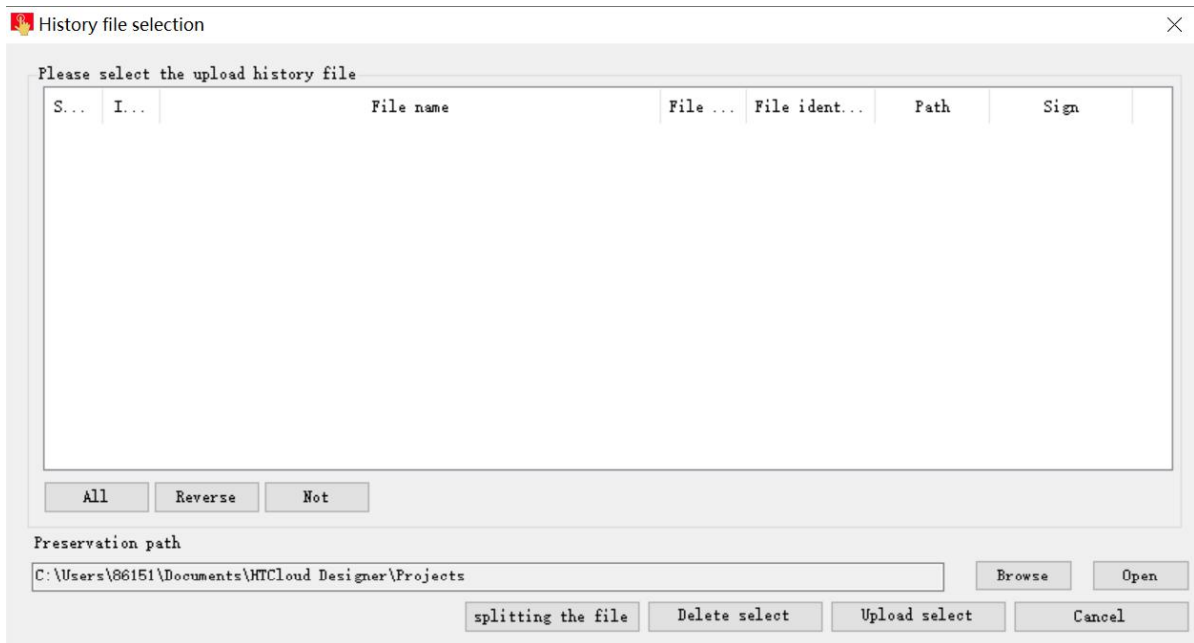 History file selection
Please select the upload history file
S... I... File name File ... File ident... Path Sign
All Reverse Not
Preservation path
C:\Users\86151\Documents\HTCloud Designer\Projects
Browse Open
splitting the file Delete select Upload select Cancel